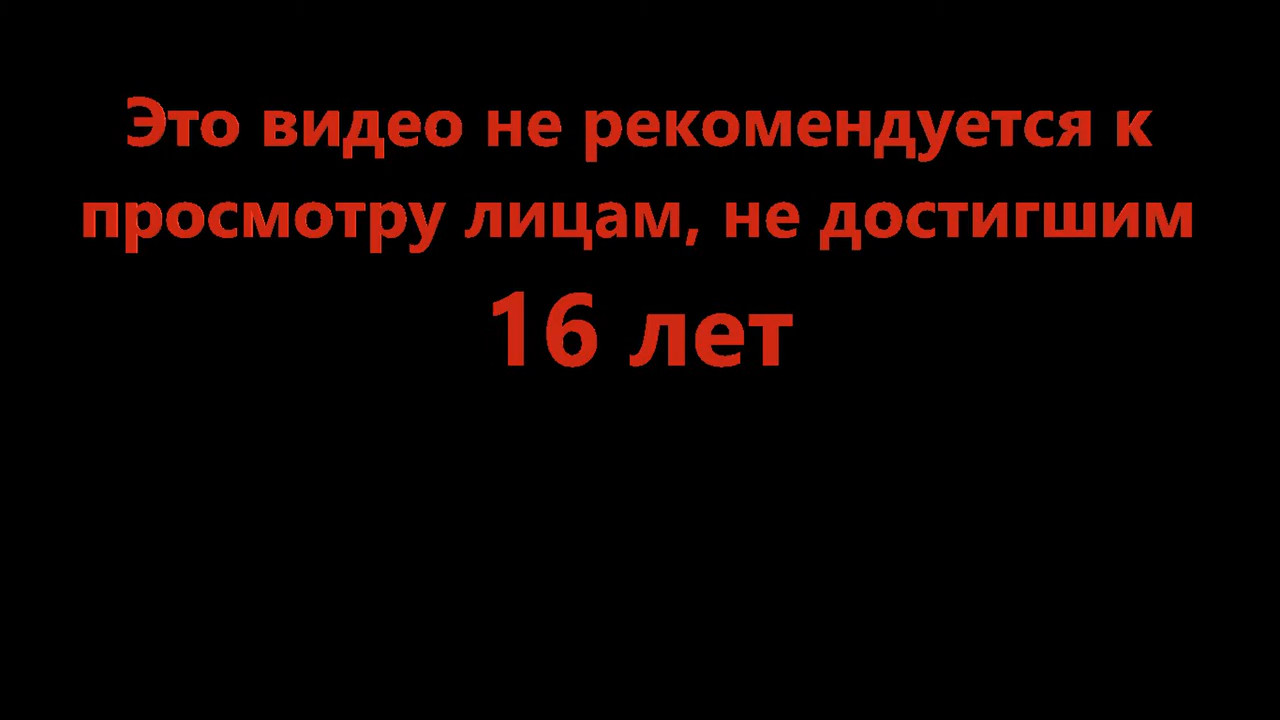 Это видео не рекомендуется к
просмотру лицам, не достигшим
16 лет